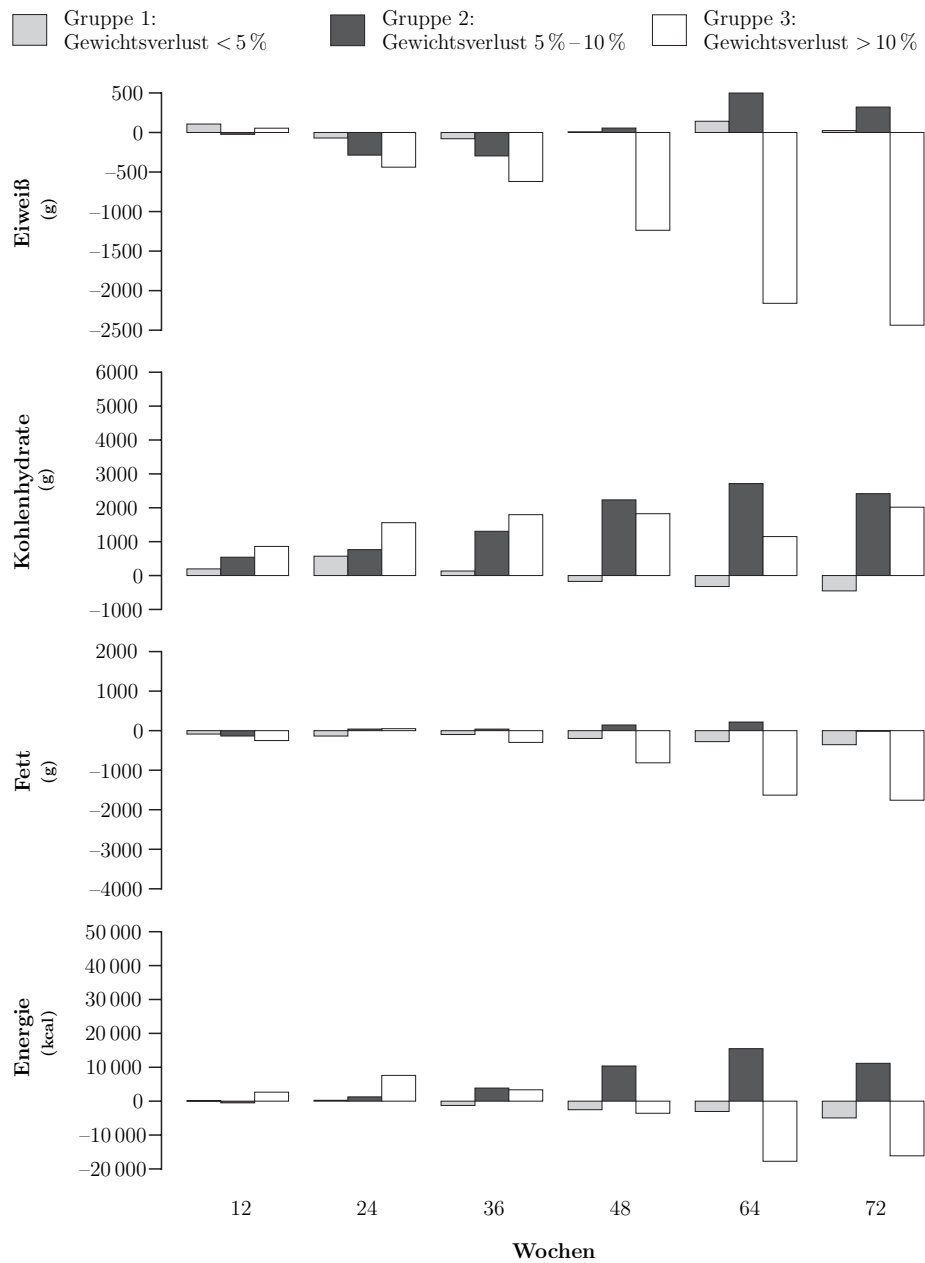 Gruppe 1:
Gewichtsverlust < 5 %
Gruppe 2:
Gewichtsverlust 5 % – 10 %
Gruppe 3:
Gewichtsverlust > 10 %
Eiweiß
(g)
500
0
–500
–1000
–1500
–2000
–2500
Kohlenhydrate
(g)
6000
5000
4000
3000
2000
1000
0
–1000
Fett
(g)
2000
1000
0
–1000
–2000
–3000
–4000
Energie
(kcal)
50 000
40 000
30 000
20 000
10 000
0
–10 000
–20 000
12 24 36 48 64 72
Wochen